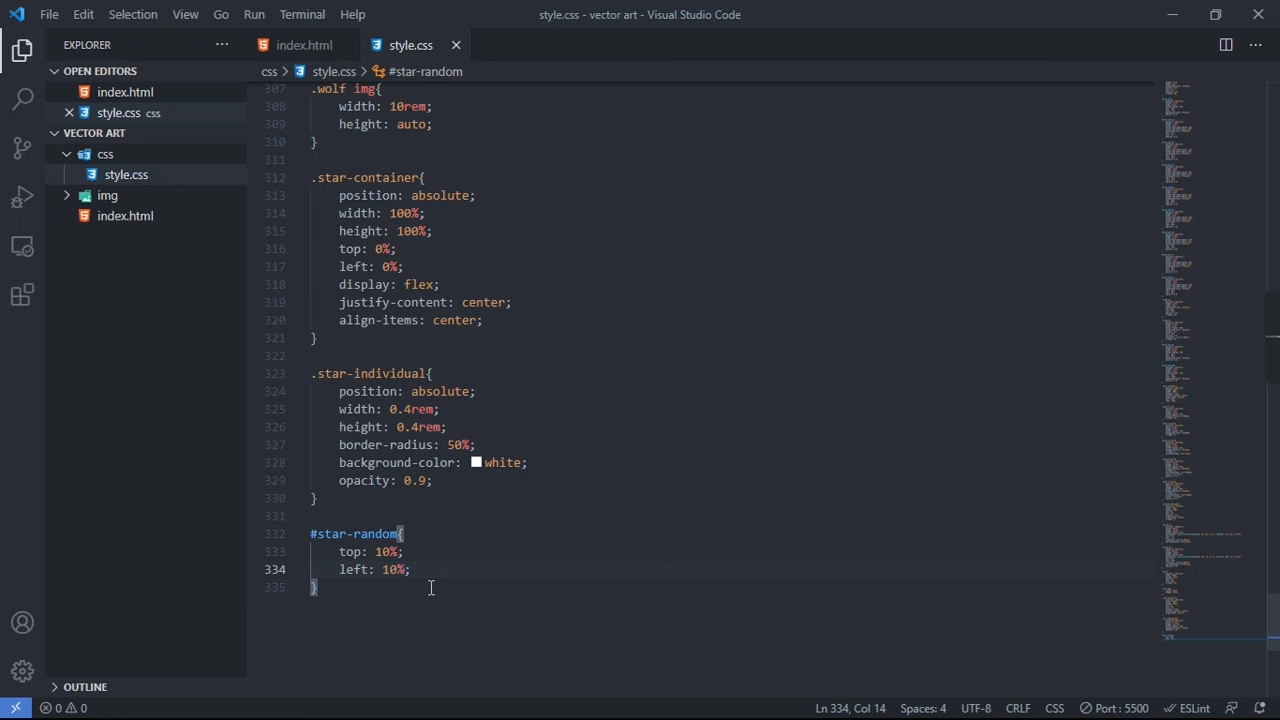 File Edit Selection View Go Run Terminal Help
style.css - vector art - Visual Studio Code
EXPLORER
index.html
style.css
OPEN EDITORS
index.html
style.css css
VECTOR ART
css
style.css
img
index.html
OUTLINE
css > style.css > #star-random
307 .wolf img{
308 width: 10rem;
309 height: auto;
310 }
311
312 .star-container{
313 position: absolute;
314 width: 100%;
315 height: 100%;
316 top: 0%;
317 left: 0%;
318 display: flex;
319 justify-content: center;
320 align-items: center;
321 }
322
323 .star-individual{
324 position: absolute;
325 width: 0.4rem;
326 height: 0.4rem;
327 border-radius: 50%;
328 background-color: white;
329 opacity: 0.9;
330 }
331
332 #star-random{
333 top: 10%;
334 left: 10%;
335 }
0 0 Ln 334, Col 14 Spaces: 4 UTF-8 CRLF CSS Port : 5500 ESLint